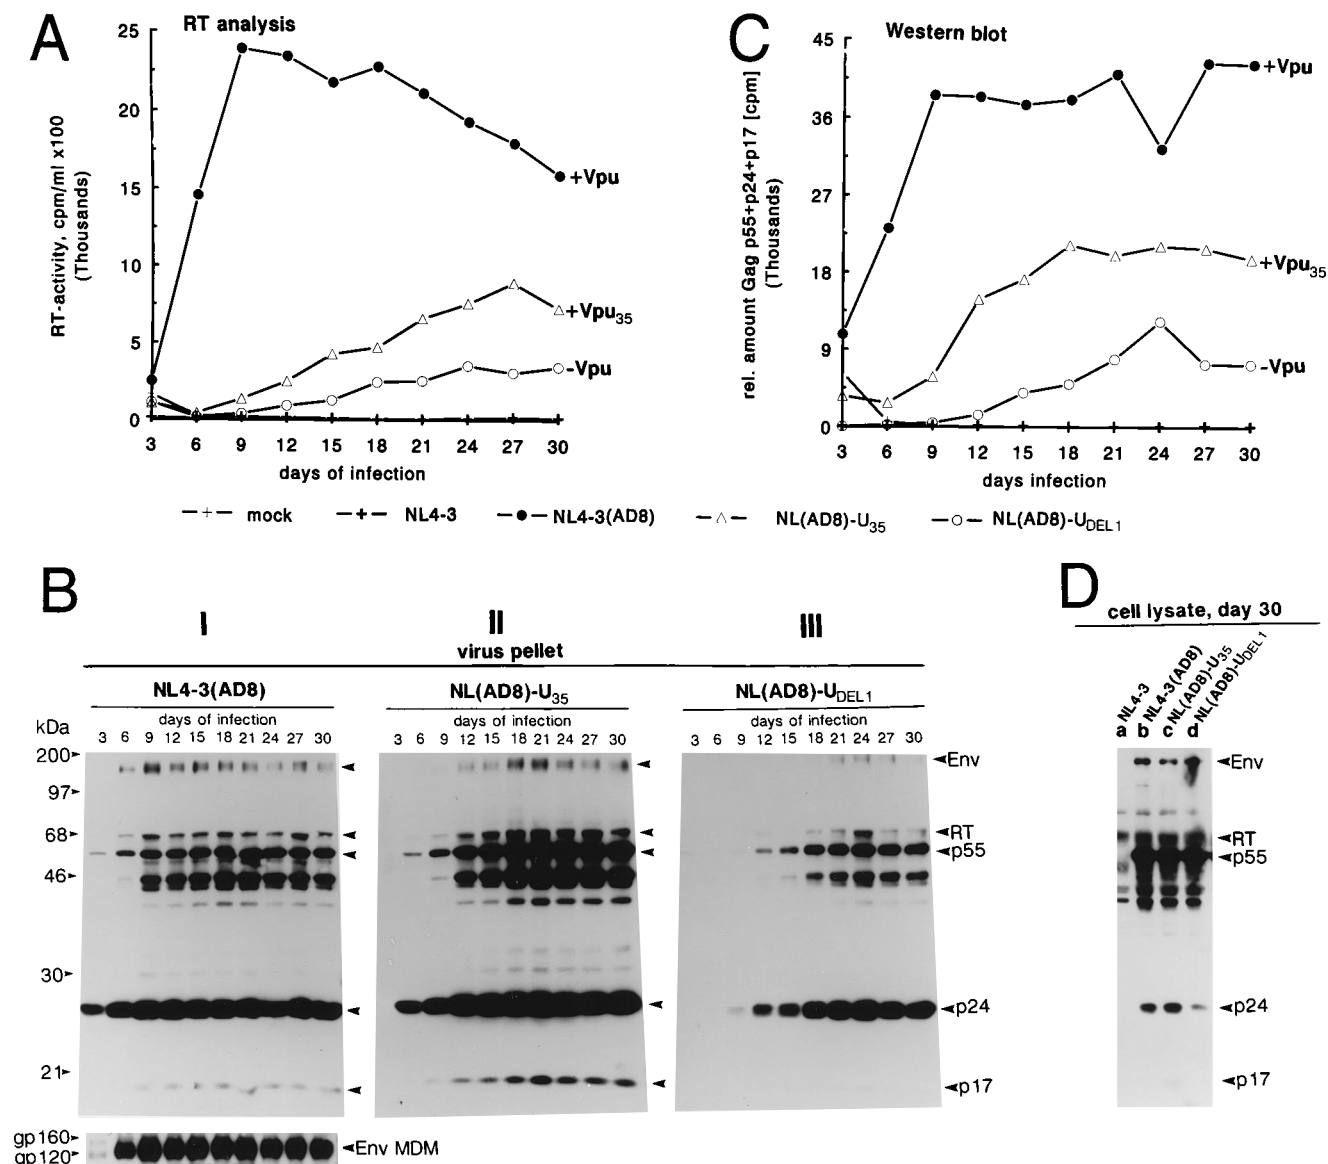 A
RT analysis
RT-activity, cpm/ml x100
(Thousands)
25
20
15
10
5
0
+Vpu
+Vpu35
-Vpu
3 6 9 12 15 18 21 24 27 30
days of infection
C
Western blot
rel. amount Gag p55+p24+p17 [cpm]
(Thousands)
45
36
27
18
9
0
+Vpu
+Vpu35
-Vpu
3 6 9 12 15 18 21 24 27 30
days infection
mock NL4-3 NL4-3(AD8) NL(AD8)-U35 NL(AD8)-UDEL1
B
I II III
virus pellet
NL4-3(AD8) NL(AD8)-U35 NL(AD8)-UDEL1
days of infection days of infection days of infection
kDa
3 6 9 12 15 18 21 24 27 30
3 6 9 12 15 18 21 24 27 30
3 6 9 12 15 18 21 24 27 30
200
97
68
46
30
21
Env
RT
p55
p24
p17
gp160
gp120
Env MDM
D
cell lysate, day 30
NL4-3
NL4-3(AD8)
NL(AD8)-U35
NL(AD8)-UDEL1
a b c d
Env
RT
p55
p24
p17